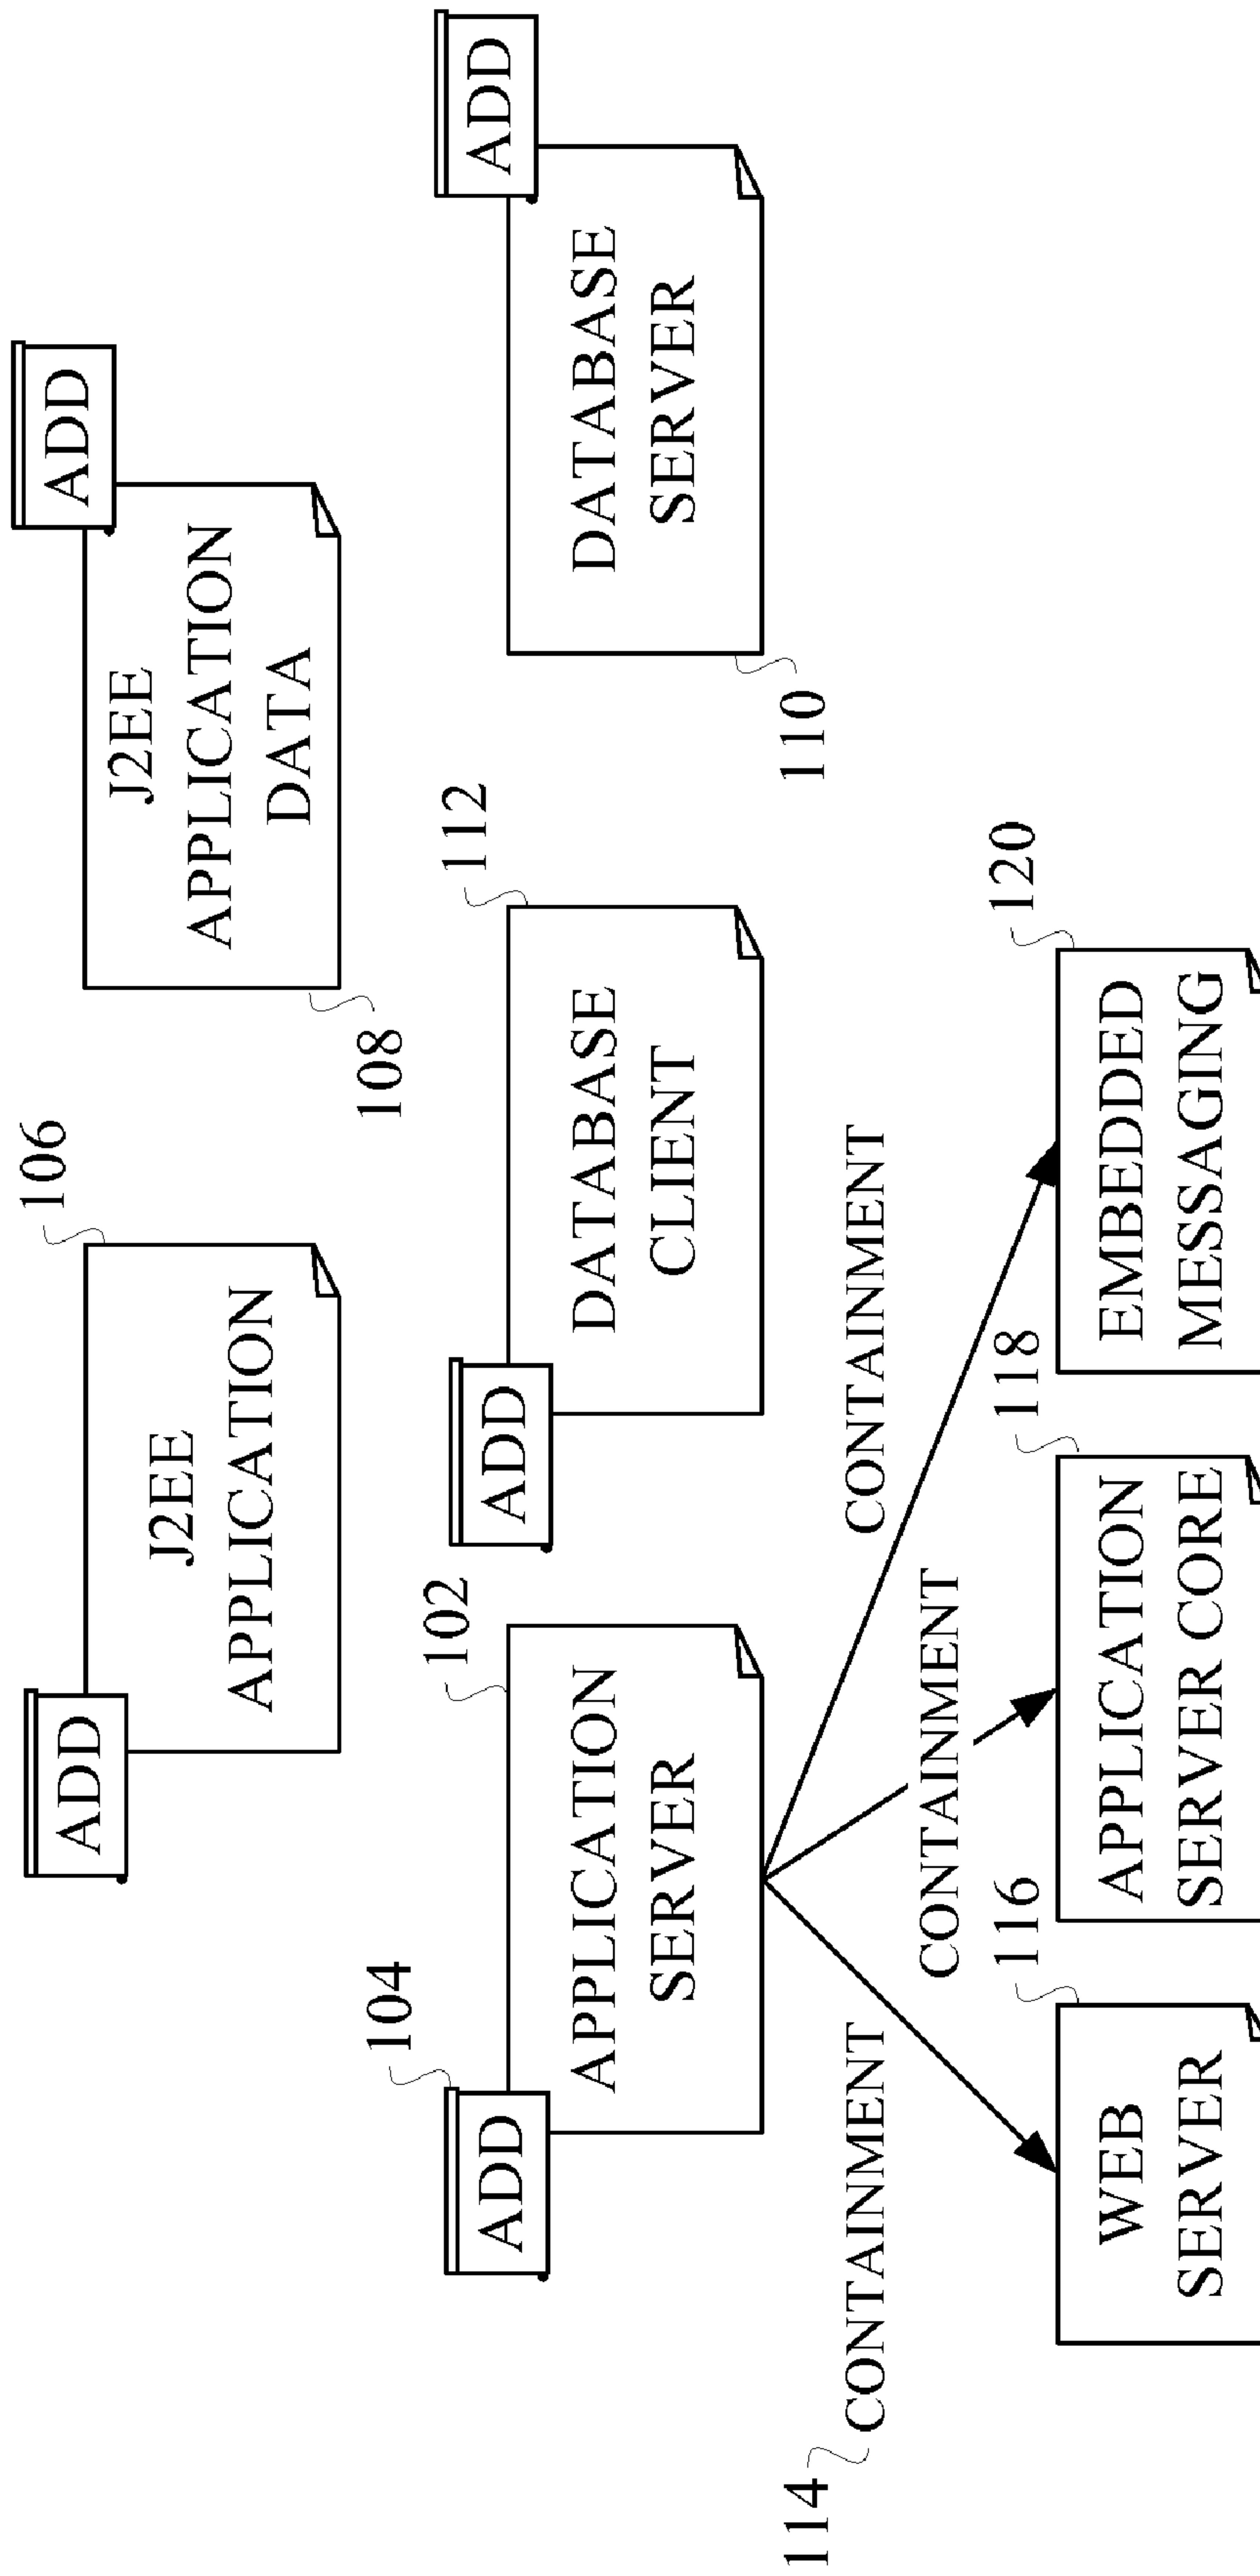 106
ADD
J2EE
APPLICATION
ADD
J2EE
APPLICATION
DATA
108
104
ADD
102
APPLICATION
SERVER
112
ADD
DATABASE
CLIENT
ADD
DATABASE
SERVER
110
114
CONTAINMENT
CONTAINMENT
CONTAINMENT
116
WEB
SERVER
118
APPLICATION
SERVER CORE
120
EMBEDDED
MESSAGING